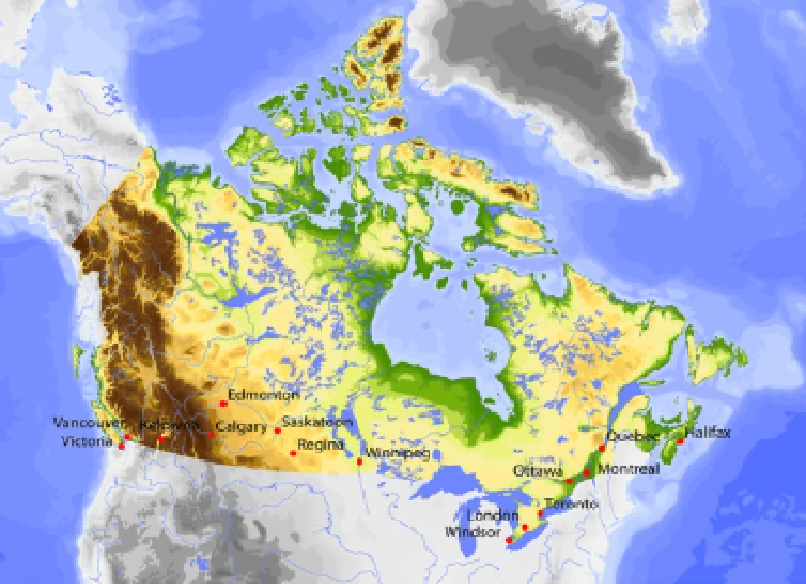 Edmonton
Vancouver
Kelowna
Calgary
Saskatoon
Victoria
Regina
Winnipeg
Quebec
Halifax
Ottawa
Montreal
Toronto
London
Windsor